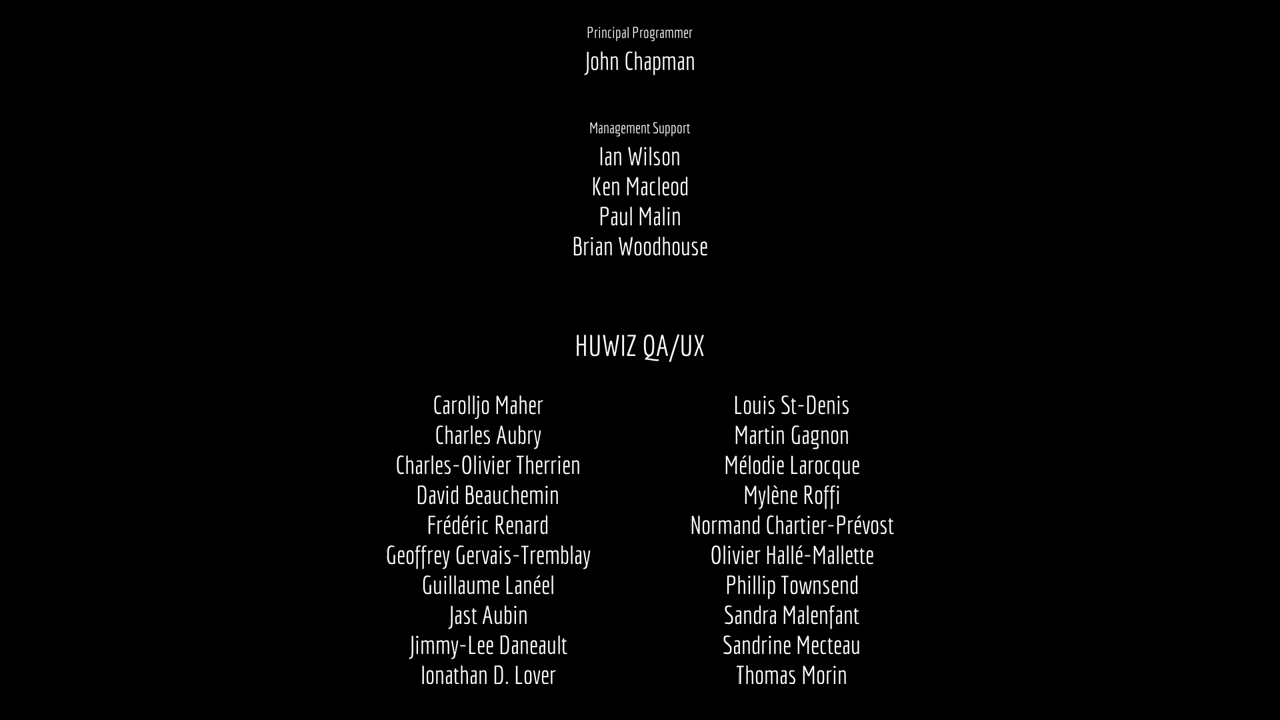 Principal Programmer
John Chapman
Management Support
Ian Wilson
Ken Macleod
Paul Malin
Brian Woodhouse
HUWIZ QA/UX
Carolljo Maher
Charles Aubry
Charles-Olivier Therrien
David Beauchemin
Frédéric Renard
Geoffrey Gervais-Tremblay
Guillaume Lanéel
Jast Aubin
Jimmy-Lee Daneault
Jonathan D. Lover
Louis St-Denis
Martin Gagnon
Mélodie Larocque
Mylène Roffi
Normand Chartier-Prévost
Olivier Hallé-Mallette
Phillip Townsend
Sandra Malenfant
Sandrine Mecteau
Thomas Morin